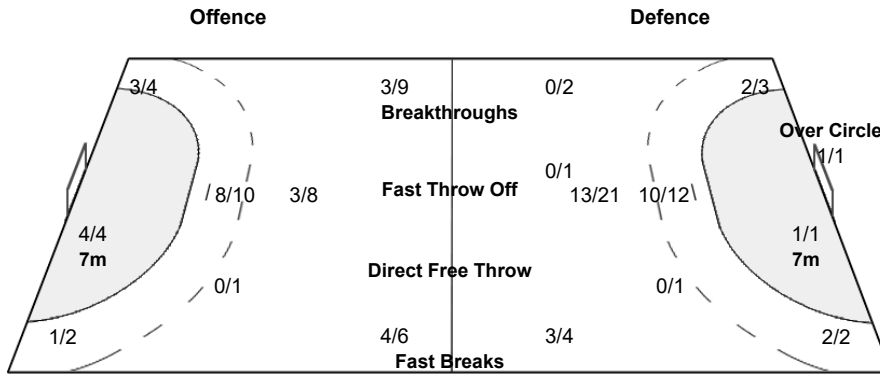 Offence Defence
3/4 3/9 0/2 2/3
Breakthroughs
Over Circle
1/1
0/1
8/10 3/8 Fast Throw Off 13/21 10/12
4/4 1/1
7m 7m
Direct Free Throw
0/1 0/1
1/2 4/6 3/4 2/2
Fast Breaks